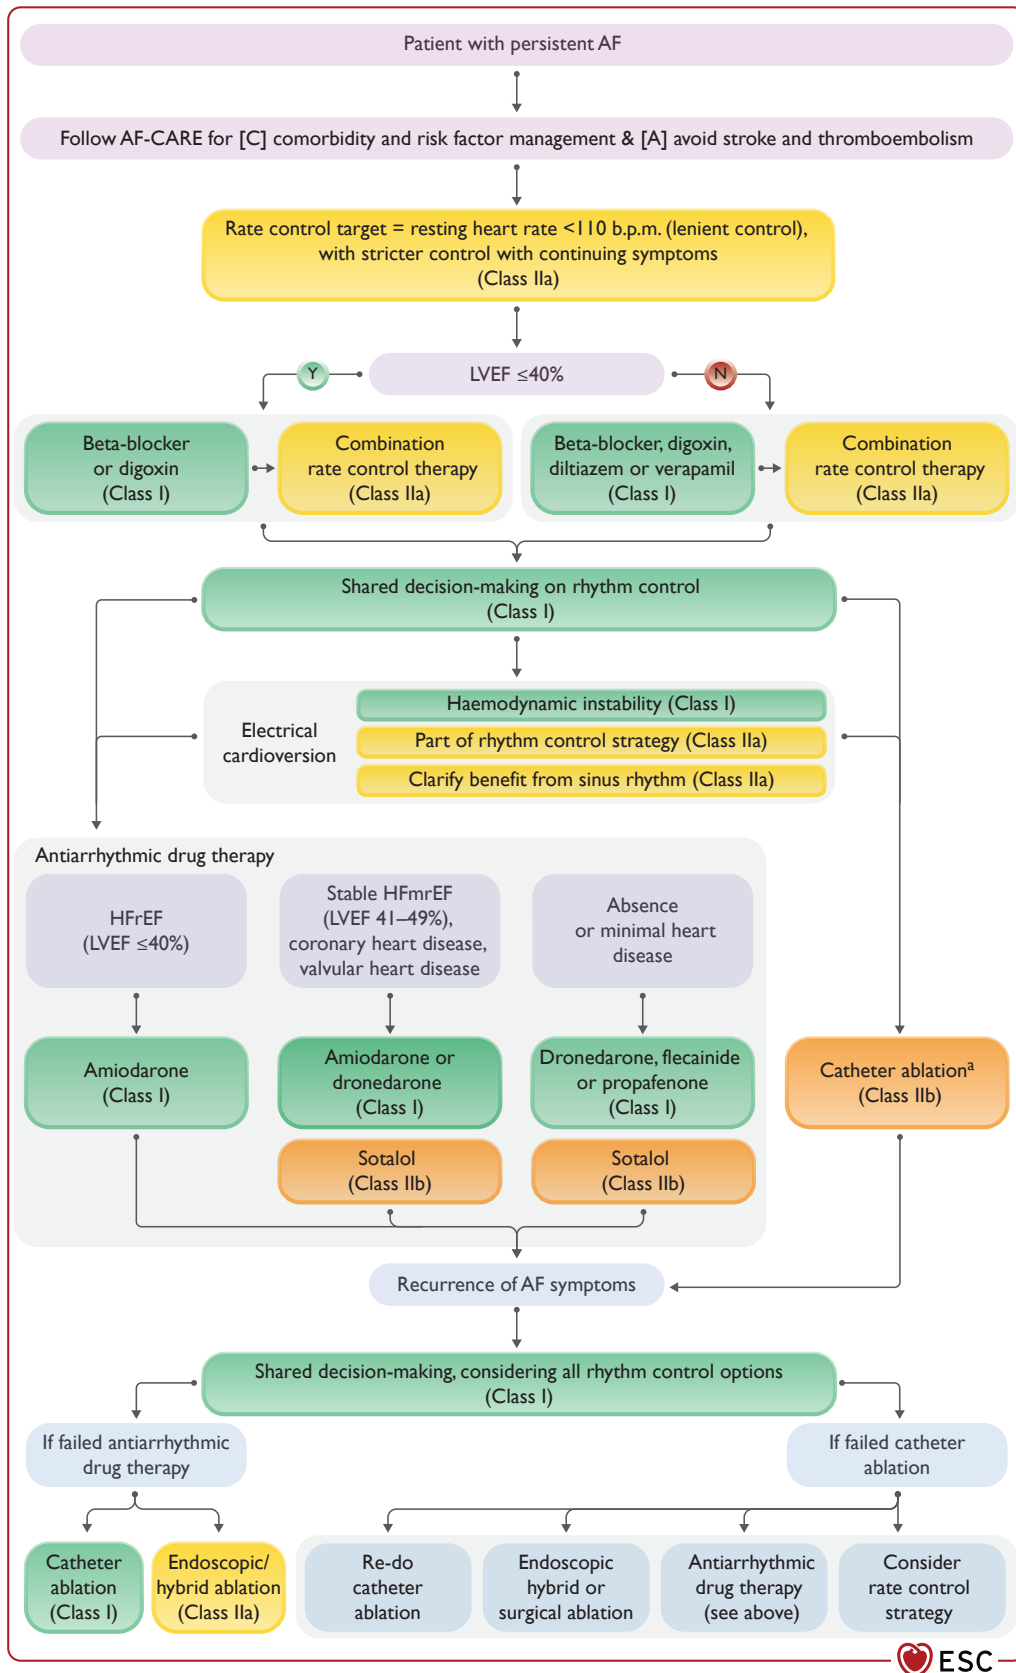 Patient with persistent AF
Follow AF-CARE for [C] comorbidity and risk factor management & [A] avoid stroke and thromboembolism
Rate control target = resting heart rate <110 b.p.m. (lenient control),
with stricter control with continuing symptoms
(Class IIa)
Y
LVEF ≤40%
N
Beta-blocker
or digoxin
(Class I)
Combination
rate control therapy
(Class IIa)
Beta-blocker, digoxin,
diltiazem or verapamil
(Class I)
Combination
rate control therapy
(Class IIa)
Shared decision-making on rhythm control
(Class I)
Electrical
cardioversion
Haemodynamic instability (Class I)
Part of rhythm control strategy (Class IIa)
Clarify benefit from sinus rhythm (Class IIa)
Antiarrhythmic drug therapy
HFrEF
(LVEF ≤40%)
Stable HFmrEF
(LVEF 41–49%),
coronary heart disease,
valvular heart disease
Absence
or minimal heart
disease
Amiodarone
(Class I)
Amiodarone or
dronedarone
(Class I)
Dronedarone, flecainide
or propafenone
(Class I)
Catheter ablationª
(Class IIb)
Sotalol
(Class IIb)
Sotalol
(Class IIb)
Recurrence of AF symptoms
Shared decision-making, considering all rhythm control options
(Class I)
If failed antiarrhythmic
drug therapy
If failed catheter
ablation
Catheter
ablation
(Class I)
Endoscopic/
hybrid ablation
(Class IIa)
Re-do
catheter
ablation
Endoscopic
hybrid or
surgical ablation
Antiarrhythmic
drug therapy
(see above)
Consider
rate control
strategy
ESC